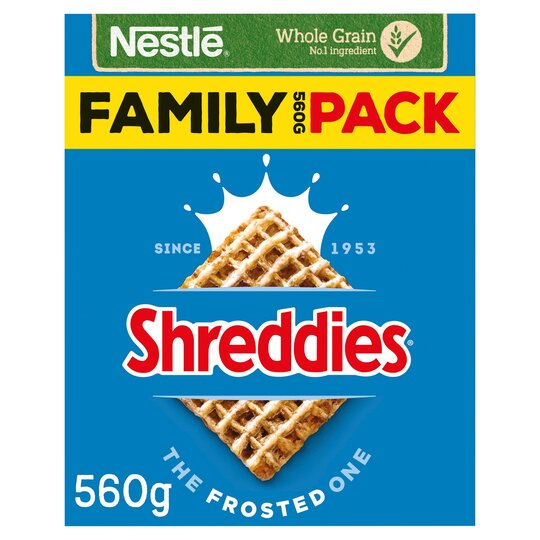 Nestlé®
Whole Grain
No.1 ingredient
FAMILY 560G PACK
SINCE 1953
Shreddies®
THE FROSTED ONE
560g